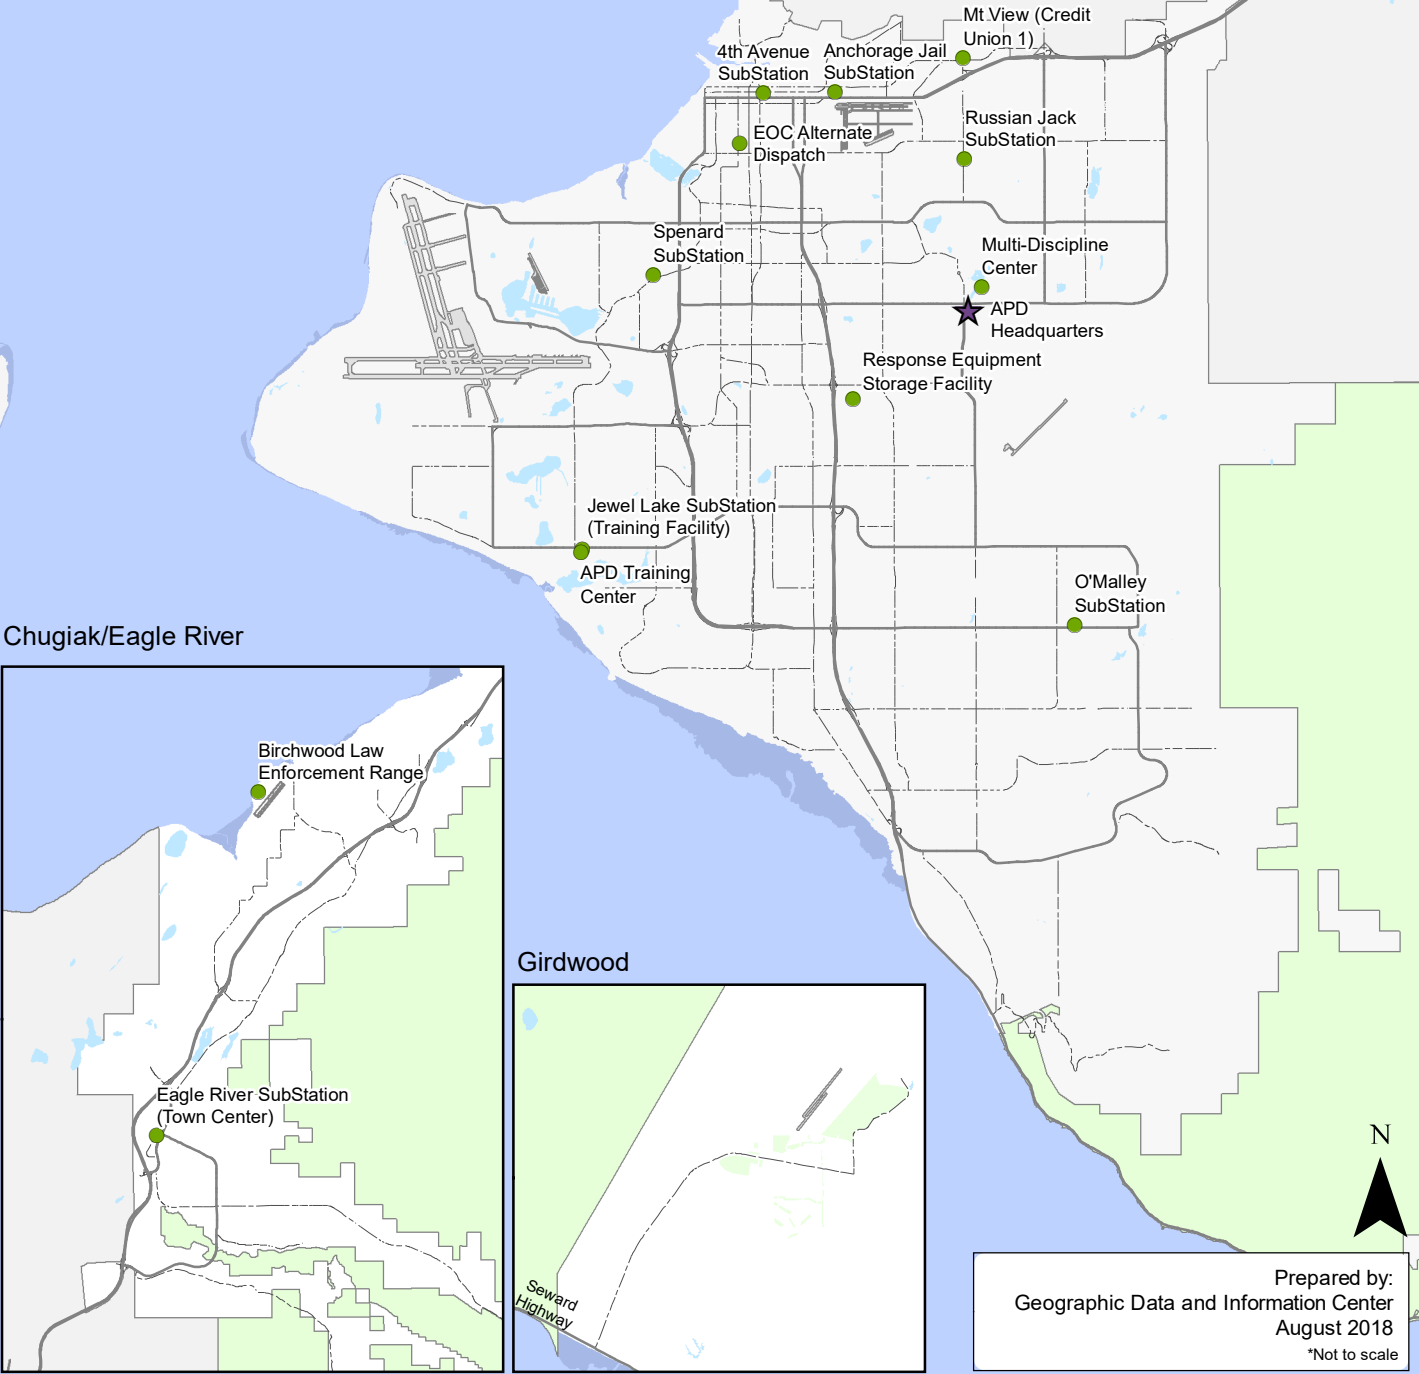 Mt View (Credit
Union 1)
4th Avenue
SubStation
Anchorage Jail
SubStation
EOC Alternate
Dispatch
Russian Jack
SubStation
Spenard
SubStation
Multi-Discipline
Center
APD
Headquarters
Response Equipment
Storage Facility
Jewel Lake SubStation
(Training Facility)
APD Training
Center
O'Malley
SubStation
Chugiak/Eagle River
Birchwood Law
Enforcement Range
Eagle River SubStation
(Town Center)
Girdwood
Seward
Highway
N
Prepared by:
Geographic Data and Information Center
August 2018
*Not to scale